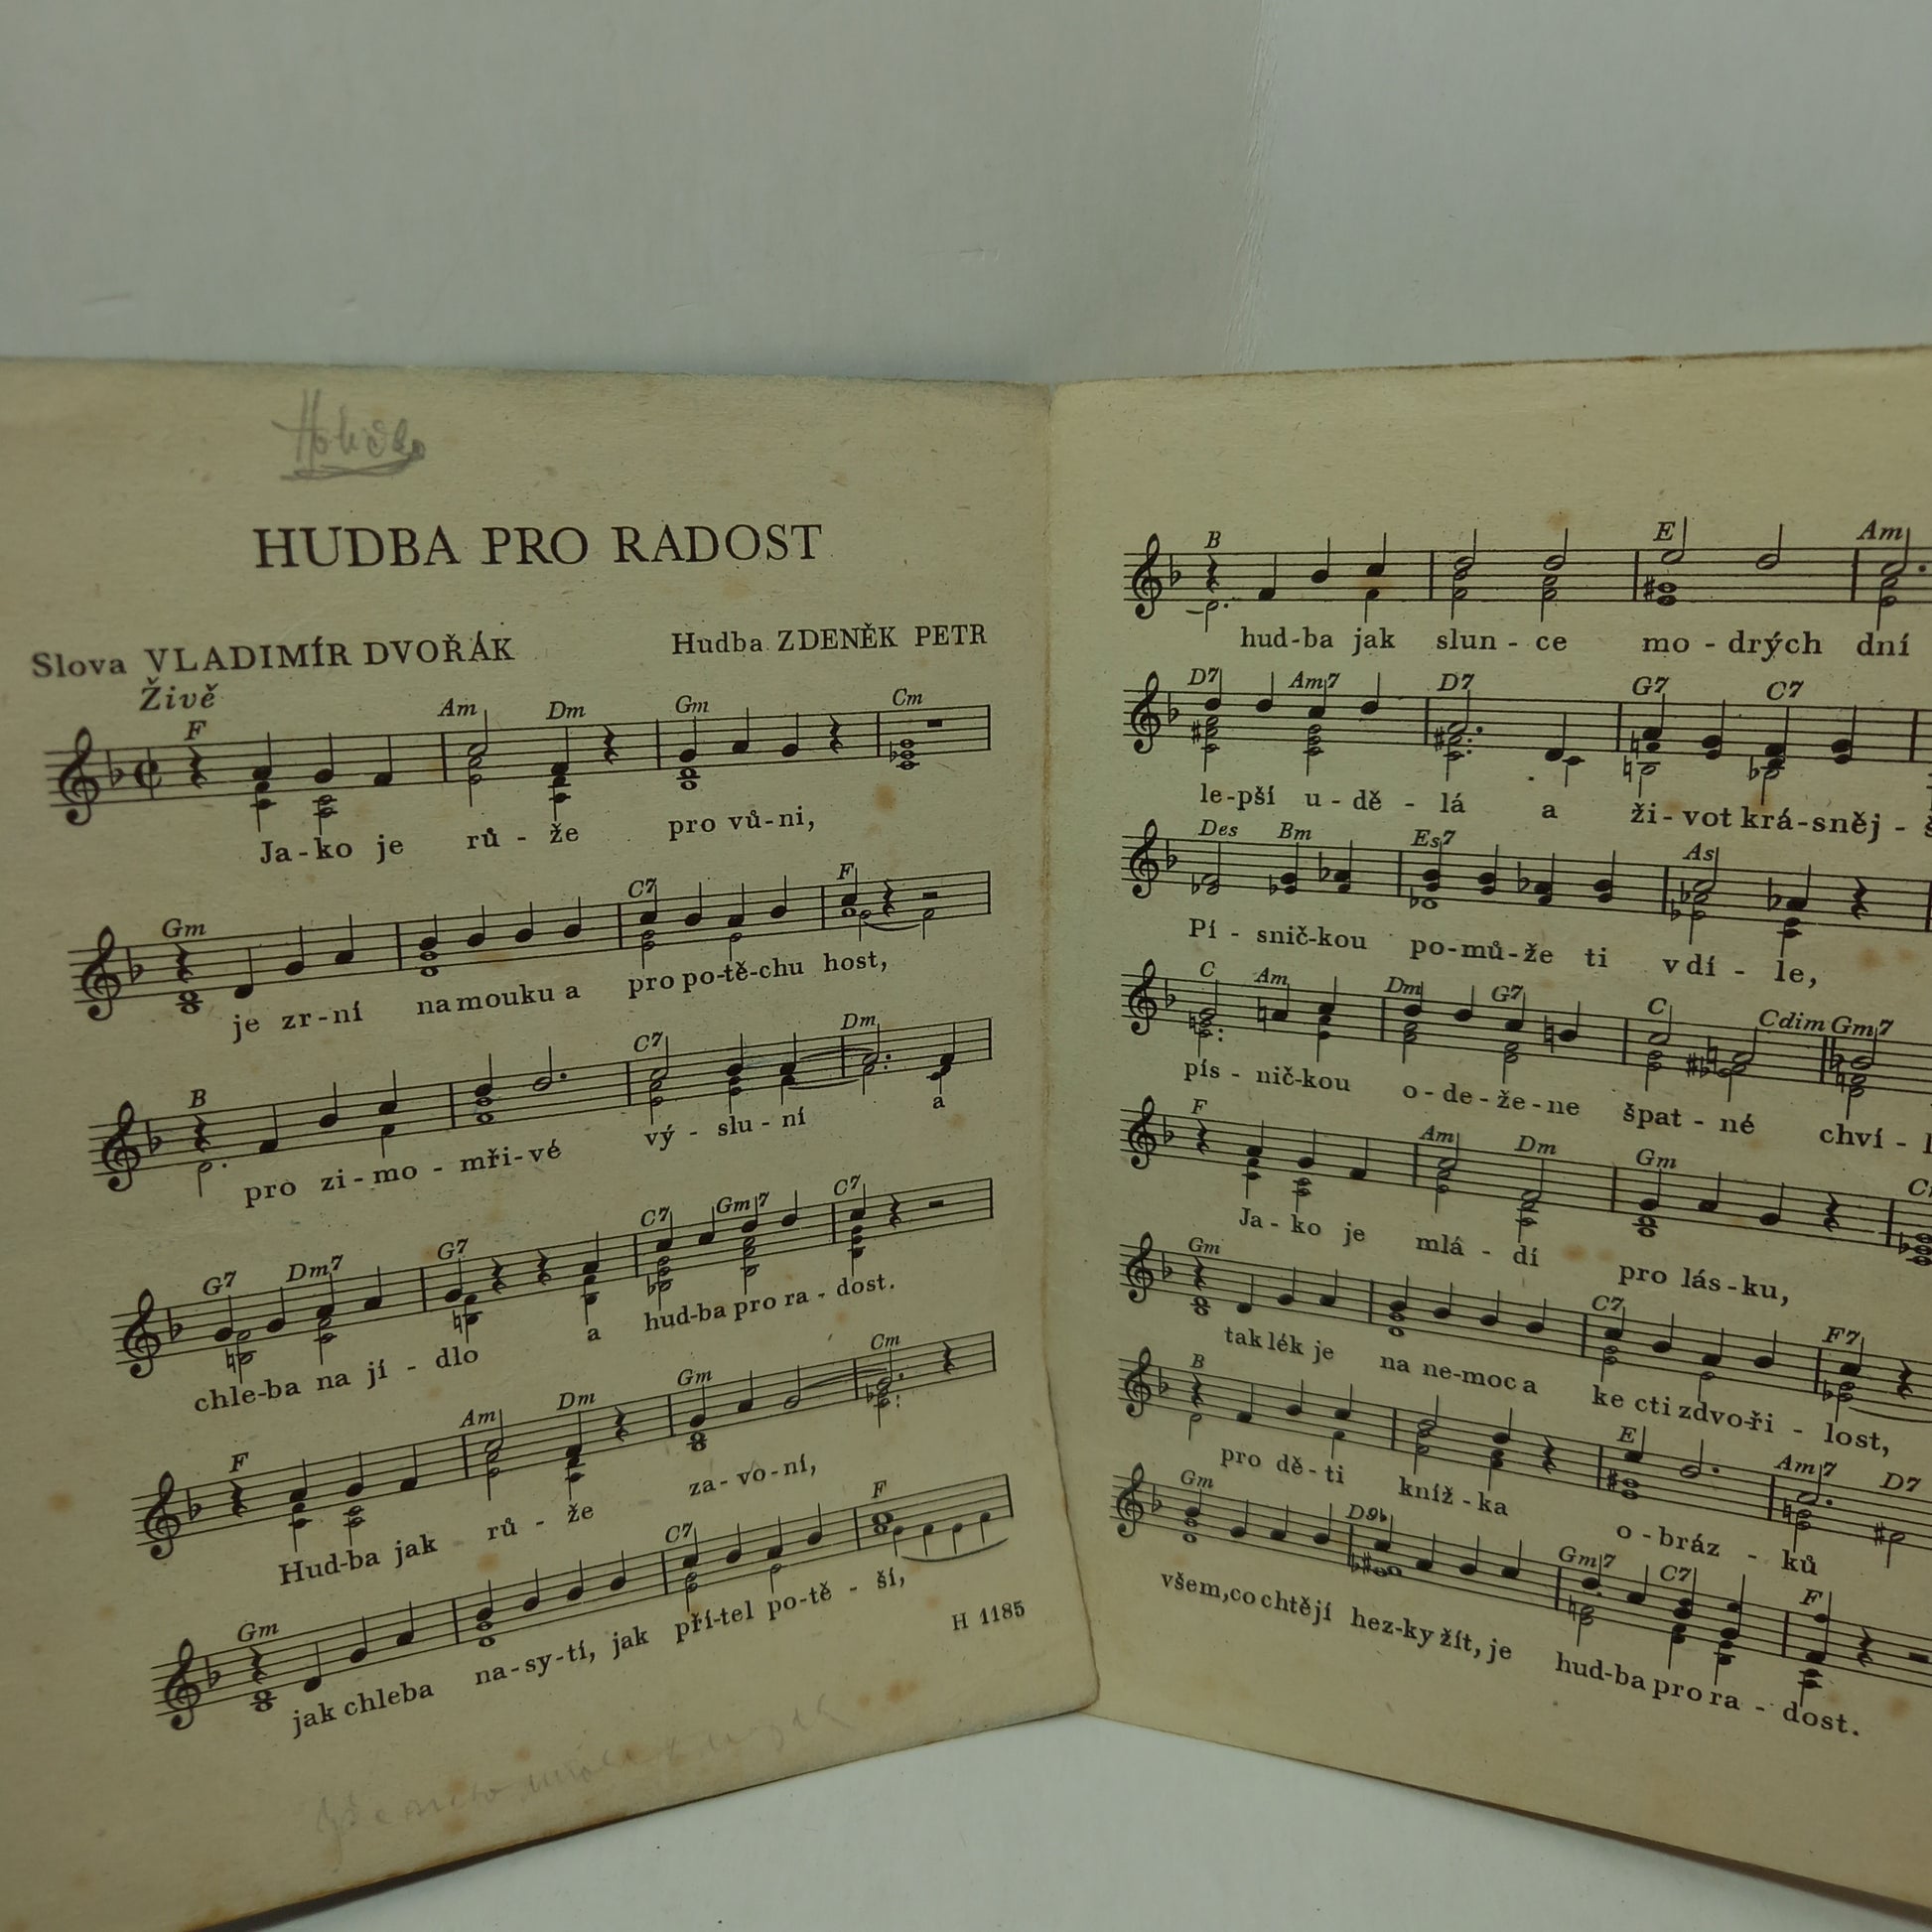 HUDBA PRO RADOST
Slova VLADIMÍR DVOŘÁK
Hudba ZDENĚK PETR
Živě
F Am Dm Gm Cm
Ja-ko je rů-že pro vů-ni,
Gm C7 F
je zr-ní na mouku a pro po-tě-chu host,
B C7 Dm
pro zi-mo-mři-vé vý-slu-ní a
G7 Dm7 G7 C7 Gm7 C7
chle-ba na jí-dlo a hud-ba pro ra-dost.
F Am Dm Gm Cm
Hud-ba jak rů-že za-vo-ní,
Gm C7 F
jak chleba na-sy-tí, jak pří-tel po-tě-ší,
H 1185
B E Am
hud-ba jak slun-ce mo-drých dní
D7 Am7 D7 G7 C7
le-pší u-dě-lá a ži-vot krá-sněj-
Des Bm Es7 As
Pí-snič-kou po-mů-že ti v dí-le,
C Am Dm G7 C Cdim Gm7
pís-nič-kou o-de-že-ne špat-né chví-
F Am Dm Gm
Ja-ko je mlá-dí pro lás-ku,
Gm C7 F7
tak lék je na ne-moc a ke cti zdvo-ři-lost,
B E Am7 D7
pro dě-ti kníž-ka o-bráz-ků
Gm D9b Gm7 C7 F
všem, co chtějí hez-ky žít, je hud-ba pro ra-dost.